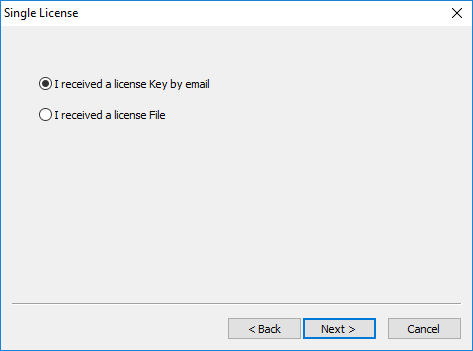 Single License
I received a license Key by email
I received a license File
< Back
Next >
Cancel